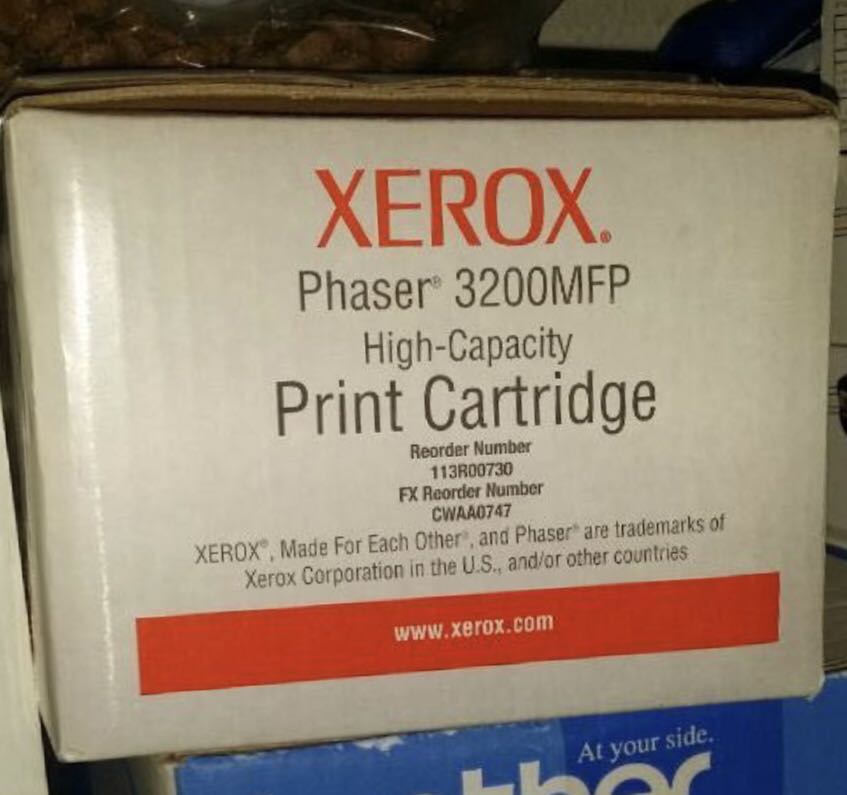 XEROX®
Phaser® 3200MFP
High-Capacity
Print Cartridge
Reorder Number
113R00730
FX Reorder Number
CWAA0747
XEROX®, Made For Each Other®, and Phaser® are trademarks of
Xerox Corporation in the U.S., and/or other countries
www.xerox.com
At your side.